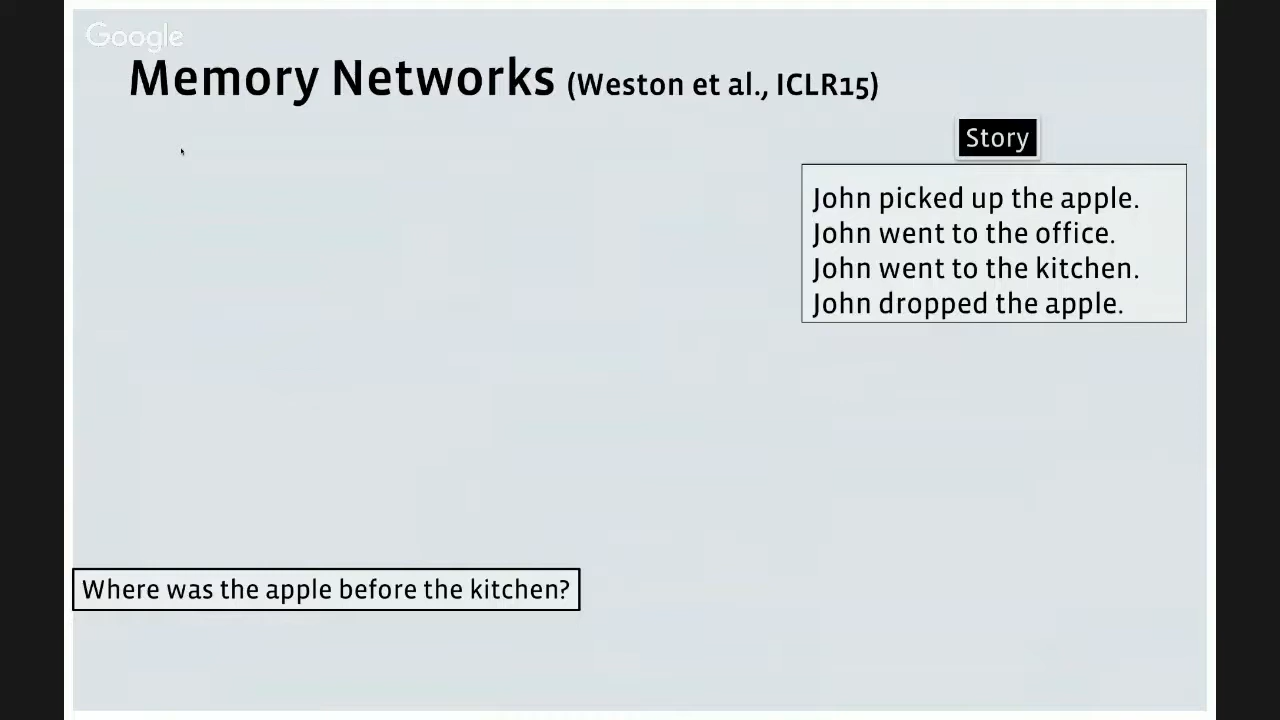 Google
Memory Networks (Weston et al., ICLR15)
Story
John picked up the apple.
John went to the office.
John went to the kitchen.
John dropped the apple.
Where was the apple before the kitchen?